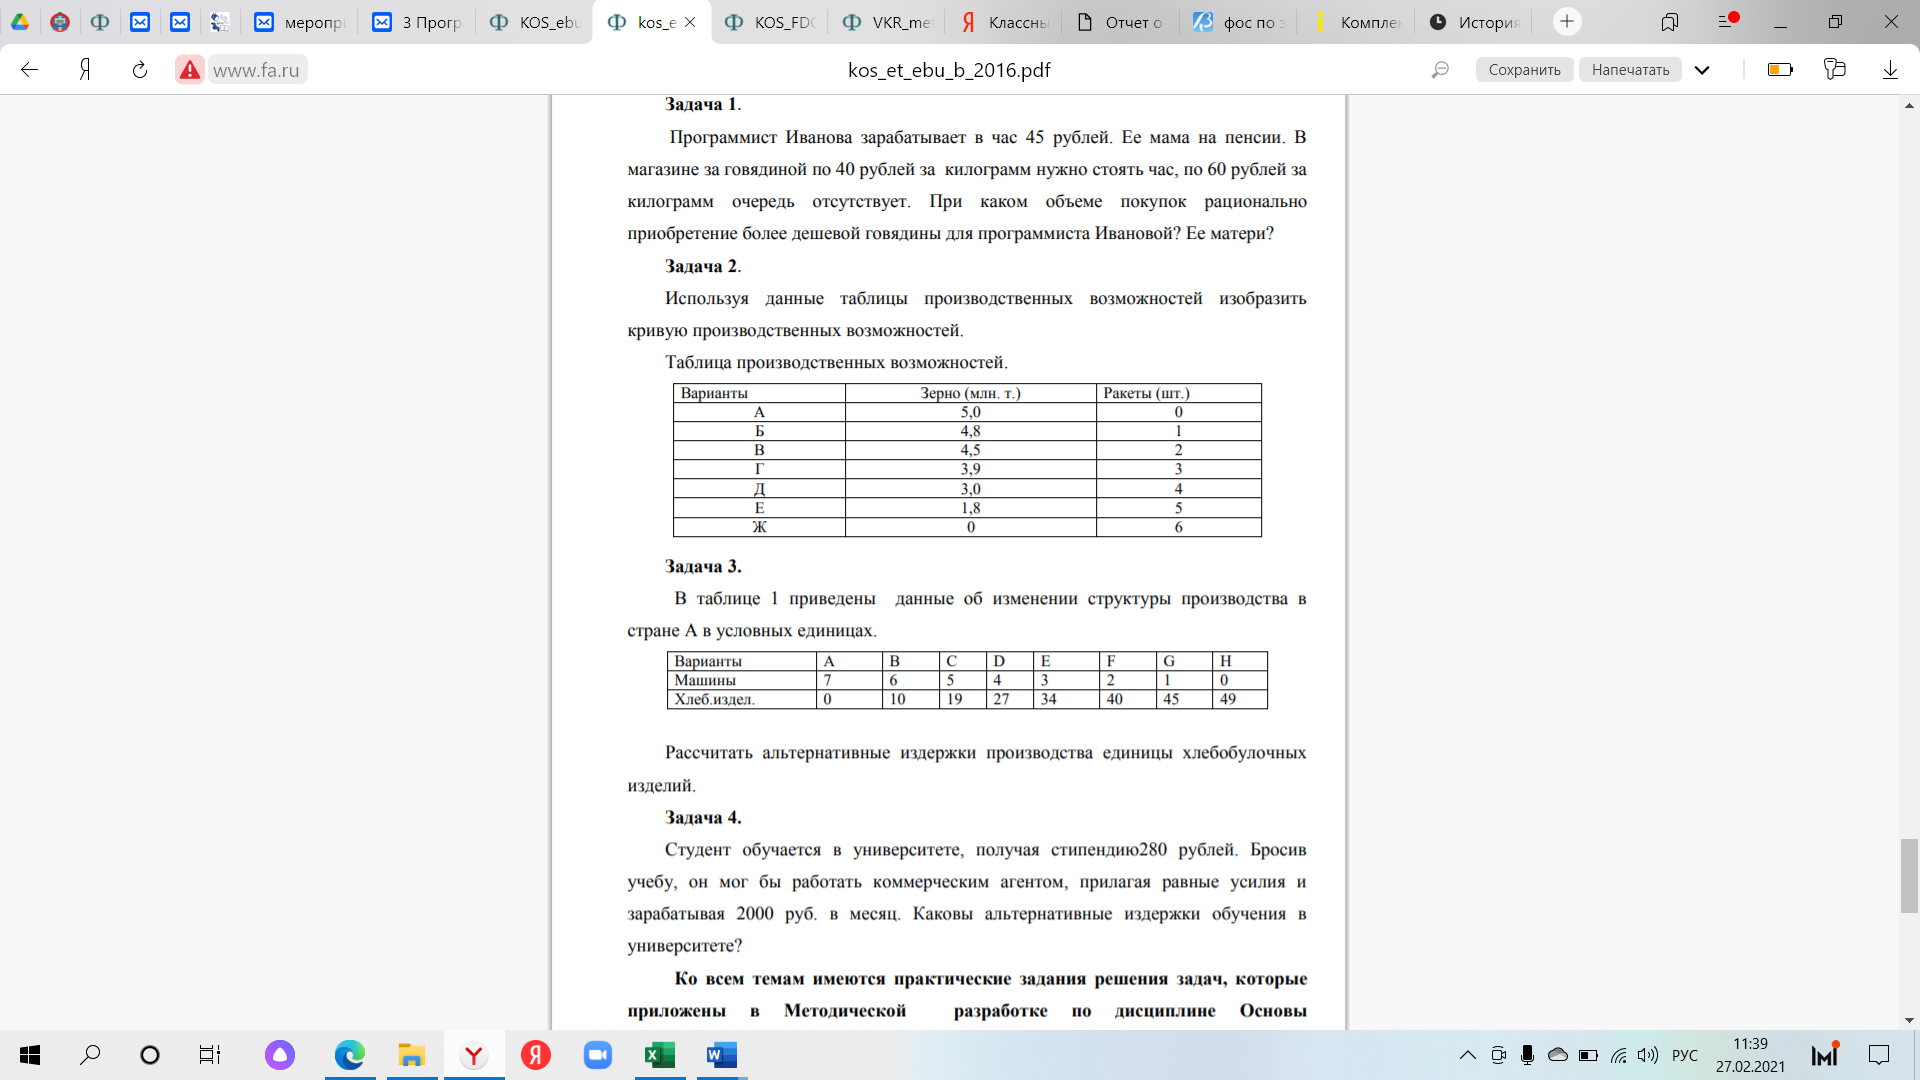 меропри
3 Програ
KOS_ebu
kos_e
KOS_FDO
VKR_met
Классны
Отчет о
фос по э
Комплек
История
www.fa.ru
kos_et_ebu_b_2016.pdf
Сохранить
Напечатать
Задача 1.
Программист Иванова зарабатывает в час 45 рублей. Ее мама на пенсии. В
магазине за говядиной по 40 рублей за килограмм нужно стоять час, по 60 рублей за
килограмм очередь отсутствует. При каком объеме покупок рационально
приобретение более дешевой говядины для программиста Ивановой? Ее матери?
Задача 2.
Используя данные таблицы производственных возможностей изобразить
кривую производственных возможностей.
Таблица производственных возможностей.
Варианты Зерно (млн. т.) Ракеты (шт.)
А 5,0 0
Б 4,8 1
В 4,5 2
Г 3,9 3
Д 3,0 4
Е 1,8 5
Ж 0 6
Задача 3.
В таблице 1 приведены данные об изменении структуры производства в
стране А в условных единицах.
Варианты A B C D E F G H
Машины 7 6 5 4 3 2 1 0
Хлеб.издел. 0 10 19 27 34 40 45 49
Рассчитать альтернативные издержки производства единицы хлебобулочных
изделий.
Задача 4.
Студент обучается в университете, получая стипендию280 рублей. Бросив
учебу, он мог бы работать коммерческим агентом, прилагая равные усилия и
зарабатывая 2000 руб. в месяц. Каковы альтернативные издержки обучения в
университете?
Ко всем темам имеются практические задания решения задач, которые
приложены в Методической разработке по дисциплине Основы
РУС
11:39
27.02.2021